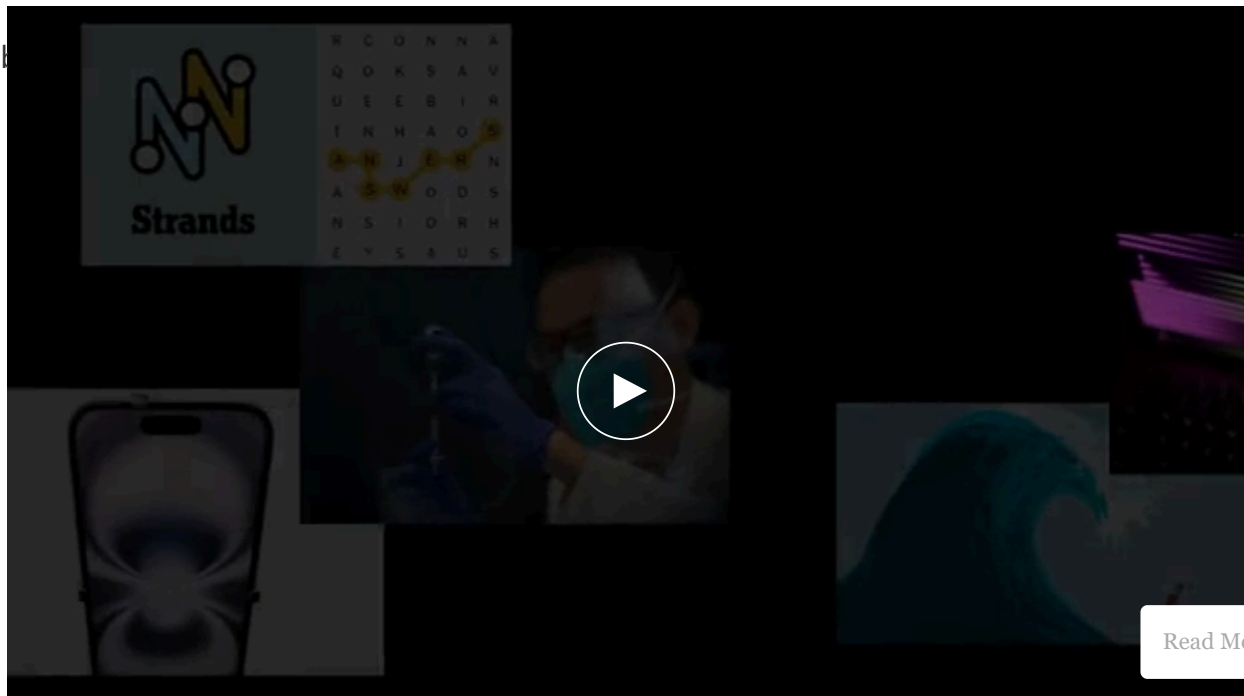 R C O N N A
Q O K S A V
U E E B I R
T N H A O S
A N J E R N
A S W O D S
N S I O R H
E Y S A U S
Strands
Read M